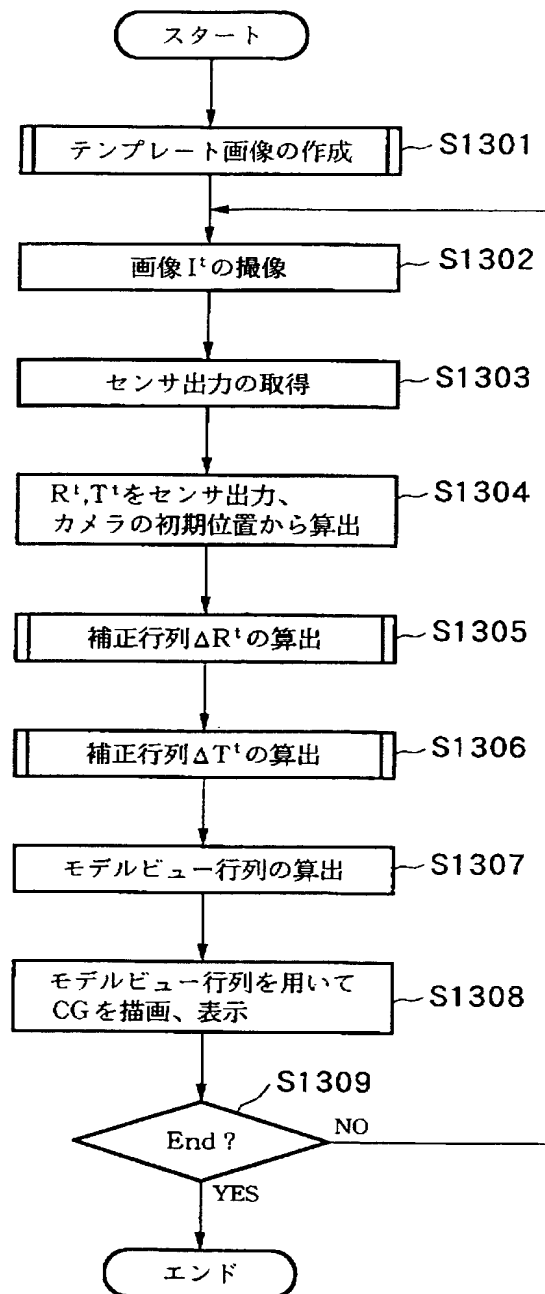 スタート
テンプレート画像の作成
S1301
画像Iᵗの撮像
S1302
センサ出力の取得
S1303
Rᵗ,Tᵗをセンサ出力、
カメラの初期位置から算出
S1304
補正行列ΔRᵗの算出
S1305
補正行列ΔTᵗの算出
S1306
モデルビュー行列の算出
S1307
モデルビュー行列を用いて
CGを描画、表示
S1308
S1309
End?
NO
YES
エンド